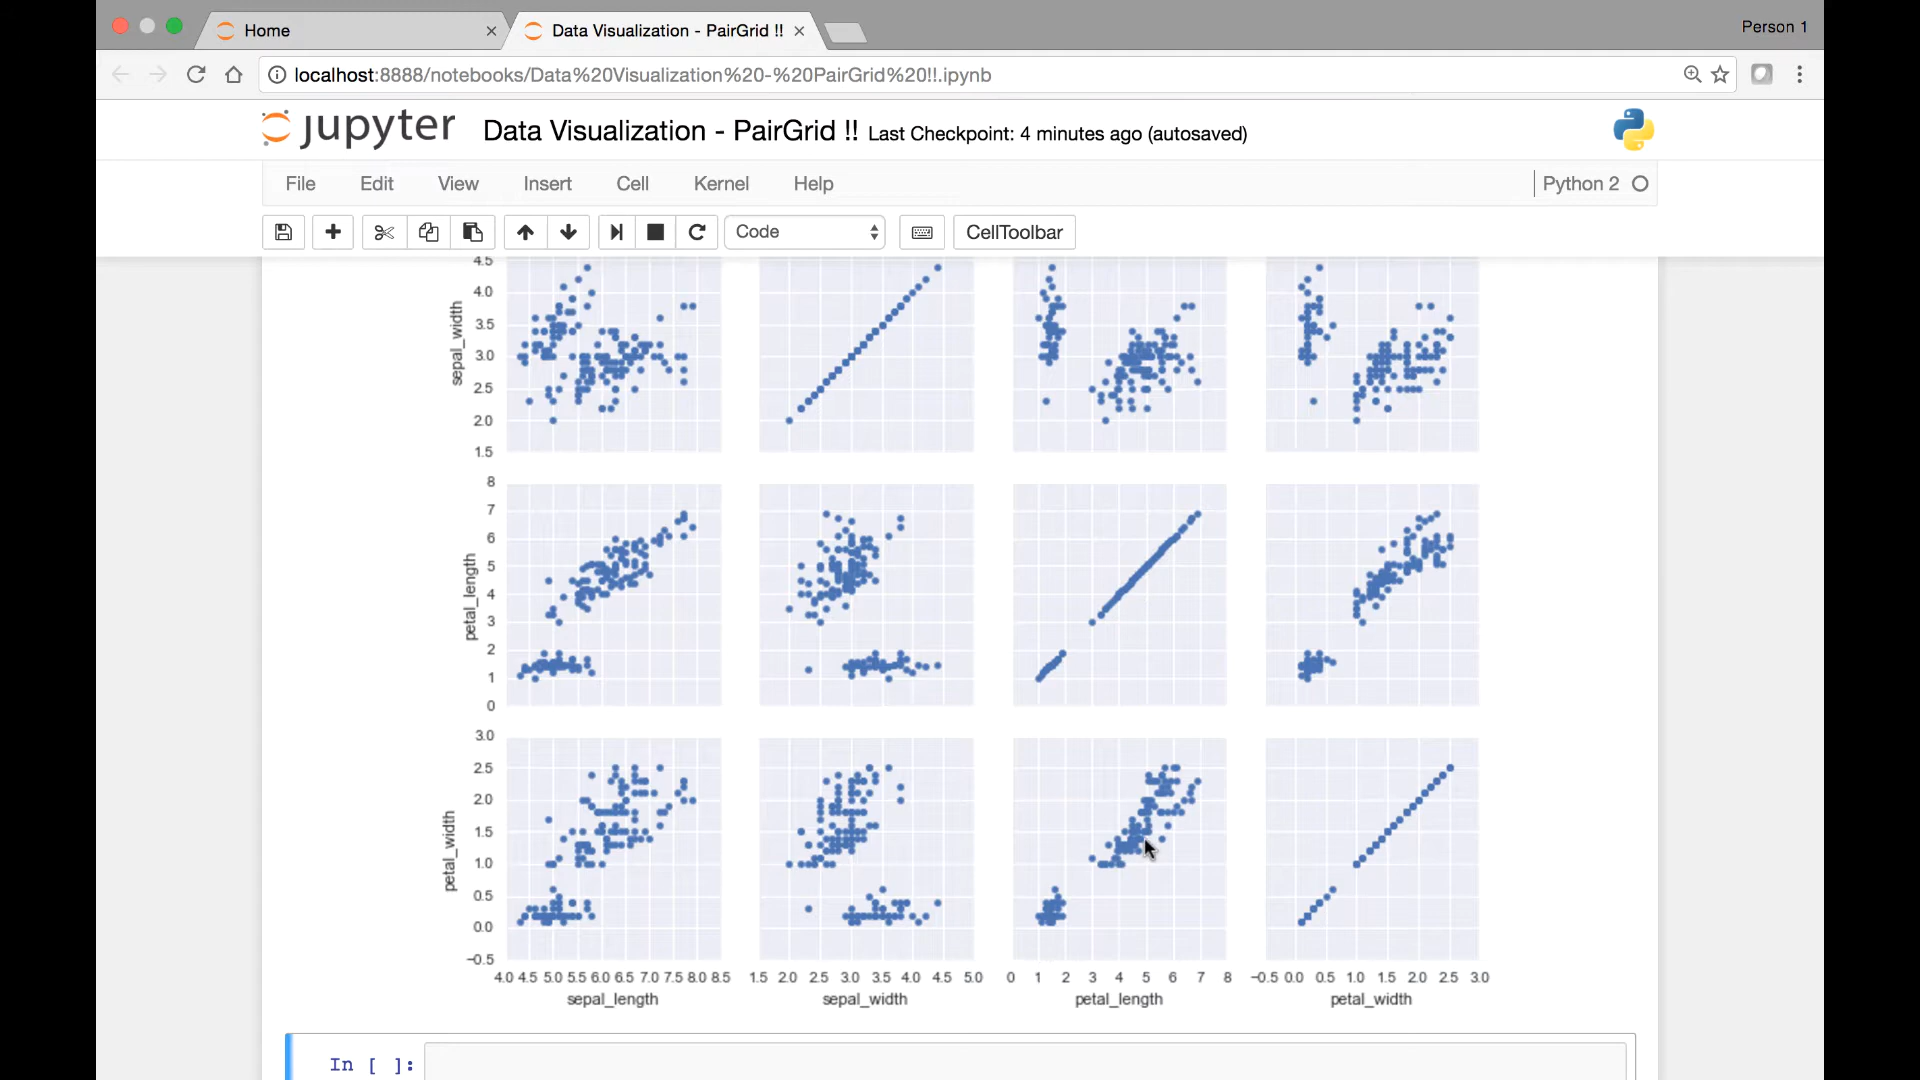 Home
Data Visualization - PairGrid !!
Person 1
localhost:8888/notebooks/Data%20Visualization%20-%20PairGrid%20!!.ipynb
jupyter Data Visualization - PairGrid !! Last Checkpoint: 4 minutes ago (autosaved)
File Edit View Insert Cell Kernel Help Python 2
Code CellToolbar
4.5
4.0
3.5
3.0
2.5
2.0
1.5
sepal_width
8
7
6
5
4
3
2
1
0
petal_length
3.0
2.5
2.0
1.5
1.0
0.5
0.0
−0.5
petal_width
4.0 4.5 5.0 5.5 6.0 6.5 7.0 7.5 8.0 8.5 1.5 2.0 2.5 3.0 3.5 4.0 4.5 5.0 0 1 2 3 4 5 6 7 8 −0.5 0.0 0.5 1.0 1.5 2.0 2.5 3.0
sepal_length sepal_width petal_length petal_width
In [ ]: